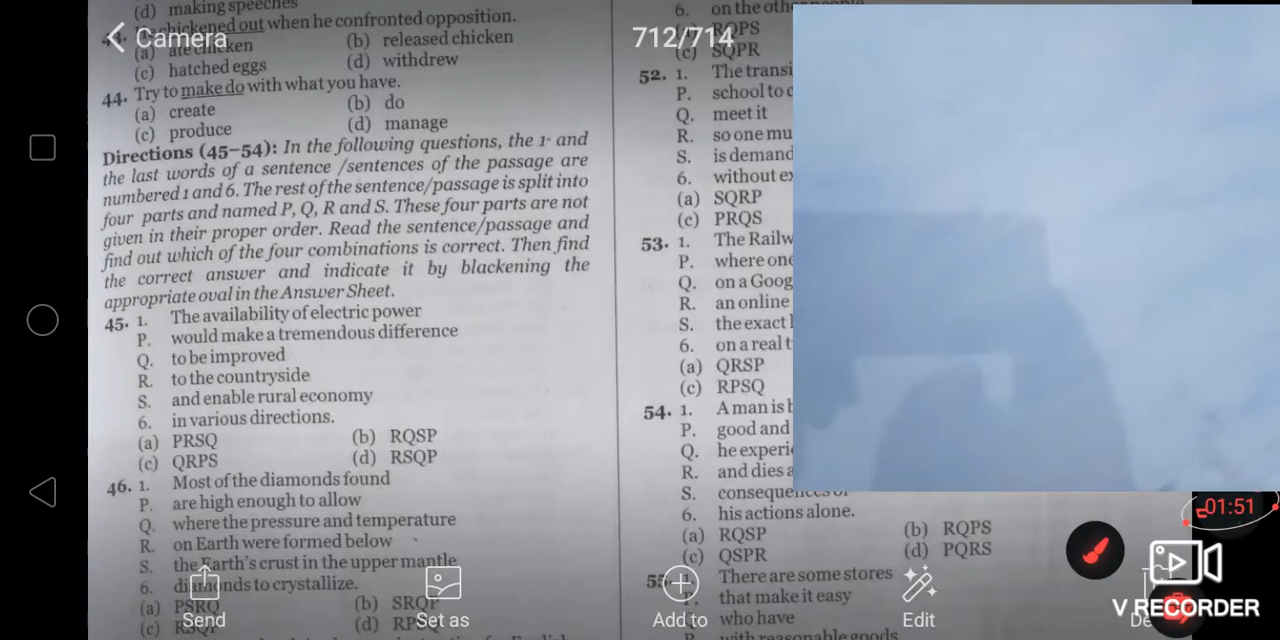 (d) making speeches
43. He chickened out when he confronted opposition.
Camera
(a) ate chicken
(b) released chicken
(c) hatched eggs
(d) withdrew
44. Try to make do with what you have.
(a) create
(b) do
(c) produce
(d) manage
Directions (45–54): In the following questions, the 1st and
the last words of a sentence /sentences of the passage are
numbered 1 and 6. The rest of the sentence/passage is split into
four parts and named P, Q, R and S. These four parts are not
given in their proper order. Read the sentence/passage and
find out which of the four combinations is correct. Then find
the correct answer and indicate it by blackening the
appropriate oval in the Answer Sheet.
45. 1. The availability of electric power
P. would make a tremendous difference
Q. to be improved
R. to the countryside
S. and enable rural economy
6. in various directions.
(a) PRSQ
(b) RQSP
(c) QRPS
(d) RSQP
46. 1. Most of the diamonds found
P. are high enough to allow
Q. where the pressure and temperature
R. on Earth were formed below
S. the Earth's crust in the upper mantle
6. diamonds to crystallize.
(a) PSRQ
(b) SRQP
(c)
(d)
6. on the
712/714
RQPS
(c) SQPR
52. 1. The transi
P. school to c
Q. meet it
R. so one mu
S. is demand
6. without ex
(a) SQRP
(c) PRQS
53. 1. The Railw
P. where one
Q. on a Goog
R. an online
S. the exact l
6. on a real t
(a) QRSP
(c) RPSQ
54. 1. A man is b
P. good and
Q. he experi
R. and dies a
S. consequences of
6. his actions alone.
(a) RQSP
(b) RQPS
(c) QSPR
(d) PQRS
55. 1. There are some stores
P. that make it easy
who have
with reasonable goods
01:51
Send
Set as
Add to
Edit
V RECORDER